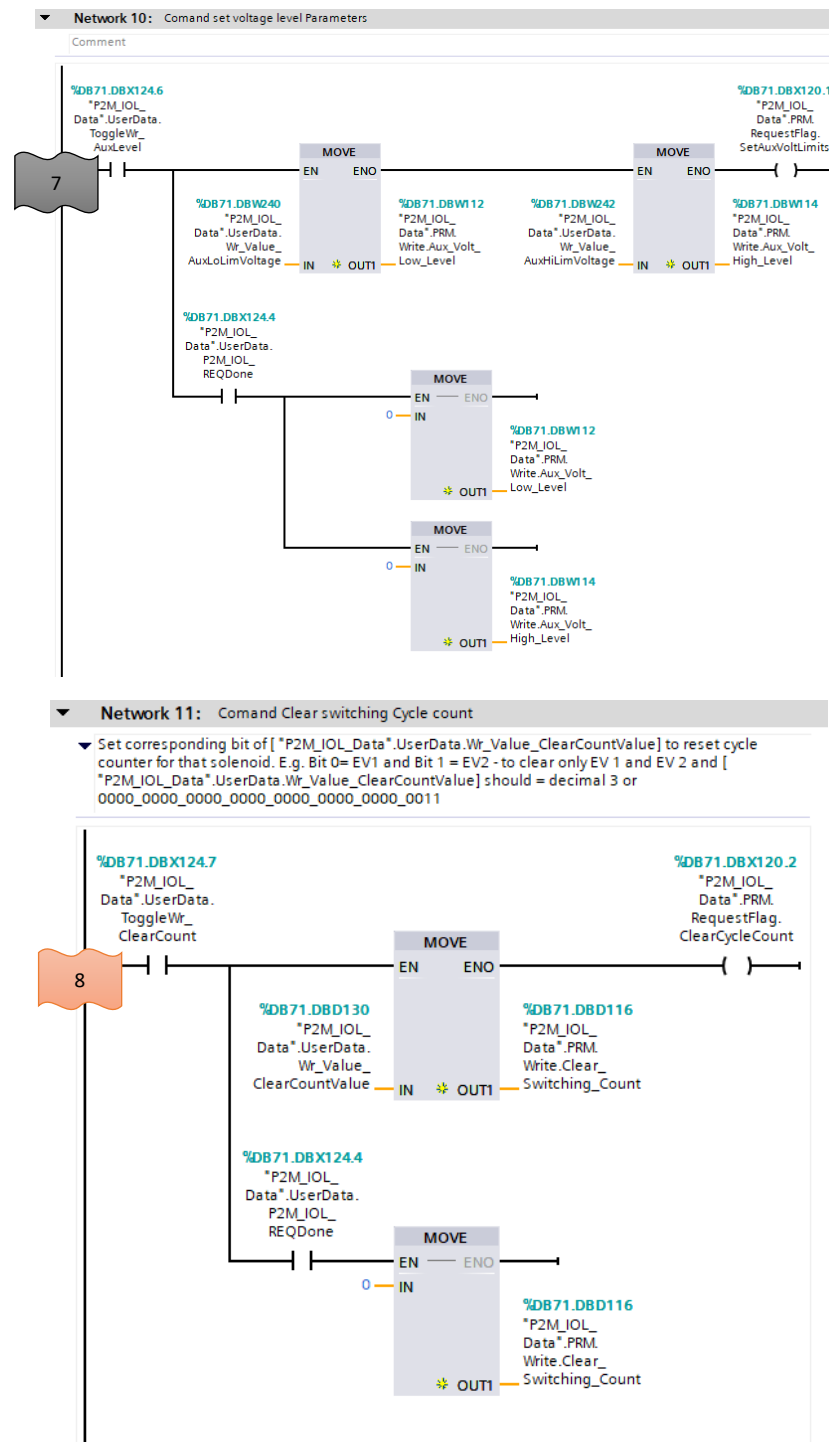 Network 10: Comand set voltage level Parameters
Comment
%DB71.DBX124.6
"P2M_IOL_
Data".UserData.
ToggleWr_
AuxLevel
%DB71.DBX120.1
"P2M_IOL_
Data".PRM.
RequestFlag.
SetAuxVoltLimits
7
MOVE
EN ENO
%DB71.DBW240
"P2M_IOL_
Data".UserData.
Wr_Value_
AuxLoLimVoltage
IN OUT1
%DB71.DBW112
"P2M_IOL_
Data".PRM.
Write.Aux_Volt_
Low_Level
MOVE
EN ENO
%DB71.DBW242
"P2M_IOL_
Data".UserData.
Wr_Value_
AuxHiLimVoltage
IN OUT1
%DB71.DBW114
"P2M_IOL_
Data".PRM.
Write.Aux_Volt_
High_Level
%DB71.DBX124.4
"P2M_IOL_
Data".UserData.
P2M_IOL_
REQDone
MOVE
EN ENO
0 IN
OUT1
%DB71.DBW112
"P2M_IOL_
Data".PRM.
Write.Aux_Volt_
Low_Level
MOVE
EN ENO
0 IN
OUT1
%DB71.DBW114
"P2M_IOL_
Data".PRM.
Write.Aux_Volt_
High_Level
Network 11: Comand Clear switching Cycle count
Set corresponding bit of [ "P2M_IOL_Data".UserData.Wr_Value_ClearCountValue] to reset cycle
counter for that solenoid. E.g. Bit 0= EV1 and Bit 1 = EV2 - to clear only EV 1 and EV 2 and [
"P2M_IOL_Data".UserData.Wr_Value_ClearCountValue] should = decimal 3 or
0000_0000_0000_0000_0000_0000_0000_0011
%DB71.DBX124.7
"P2M_IOL_
Data".UserData.
ToggleWr_
ClearCount
%DB71.DBX120.2
"P2M_IOL_
Data".PRM.
RequestFlag.
ClearCycleCount
8
MOVE
EN ENO
%DB71.DBD130
"P2M_IOL_
Data".UserData.
Wr_Value_
ClearCountValue
IN OUT1
%DB71.DBD116
"P2M_IOL_
Data".PRM.
Write.Clear_
Switching_Count
%DB71.DBX124.4
"P2M_IOL_
Data".UserData.
P2M_IOL_
REQDone
MOVE
EN ENO
0 IN
OUT1
%DB71.DBD116
"P2M_IOL_
Data".PRM.
Write.Clear_
Switching_Count